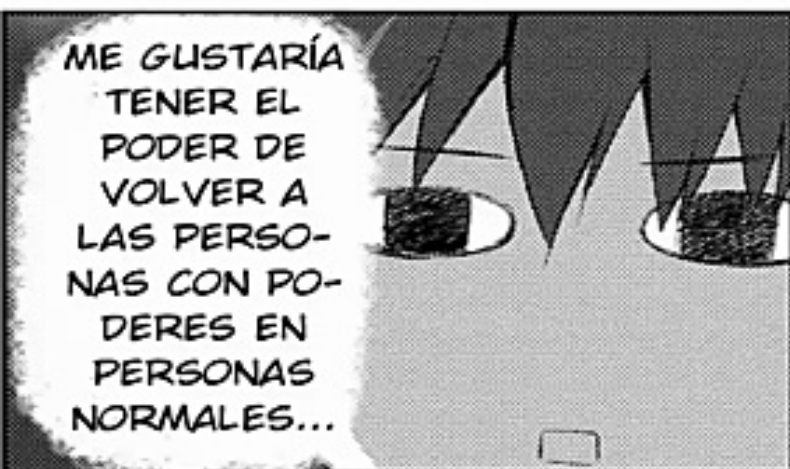 ME GUSTARÍA
TENER EL
PODER DE
VOLVER A
LAS PERSO-
NAS CON PO-
DERES EN
PERSONAS
NORMALES...